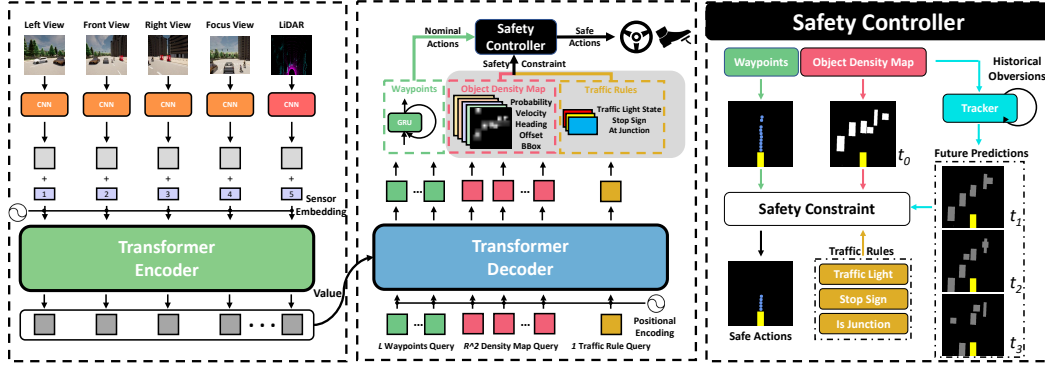 Left View
Front View
Right View
Focus View
LiDAR
CNN
CNN
CNN
CNN
CNN
+
+
+
+
+
1
2
3
4
5
Sensor
Embedding
Transformer
Encoder
Value
Nominal
Actions
Safety
Controller
Safe
Actions
Safety
Constraint
Waypoints
GRU
Object Density Map
Probability
Velocity
Heading
Offset
BBox
Traffic Rules
Traffic Light State
Stop Sign
At Junction
...
...
Transformer
Decoder
...
...
Positional
Encoding
L Waypoints Query
R^2 Density Map Query
1 Traffic Rule Query
Safety Controller
Waypoints
Object Density Map
Historical
Obversions
Tracker
t0
Future Predictions
Safety Constraint
t1
Traffic Rules
Traffic Light
Stop Sign
Is Junction
t2
t3
Safe Actions